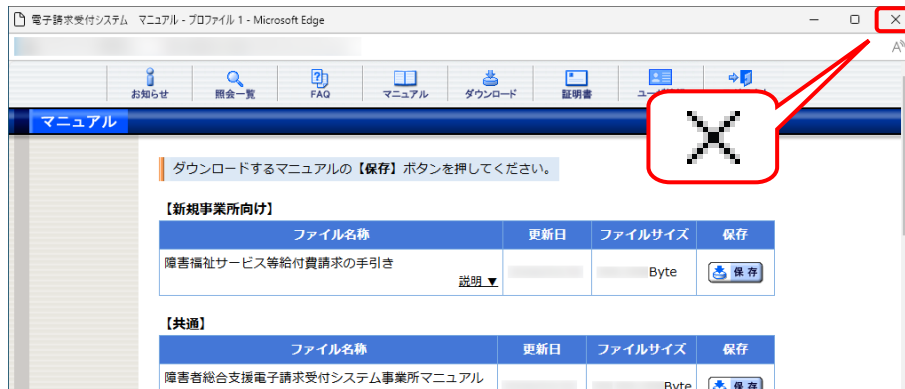 電子請求受付システム マニュアル - プロファイル 1 - Microsoft Edge
お知らせ 照会一覧 FAQ マニュアル ダウンロード 証明書
マニュアル
ダウンロードするマニュアルの【保存】ボタンを押してください。
【新規事業所向け】
ファイル名称 更新日 ファイルサイズ 保存
障害福祉サービス等給付費請求の手引き
説明 ▼
Byte 保存
【共通】
ファイル名称 更新日 ファイルサイズ 保存
障害者総合支援電子請求受付システム事業所マニュアル
Byte 保存